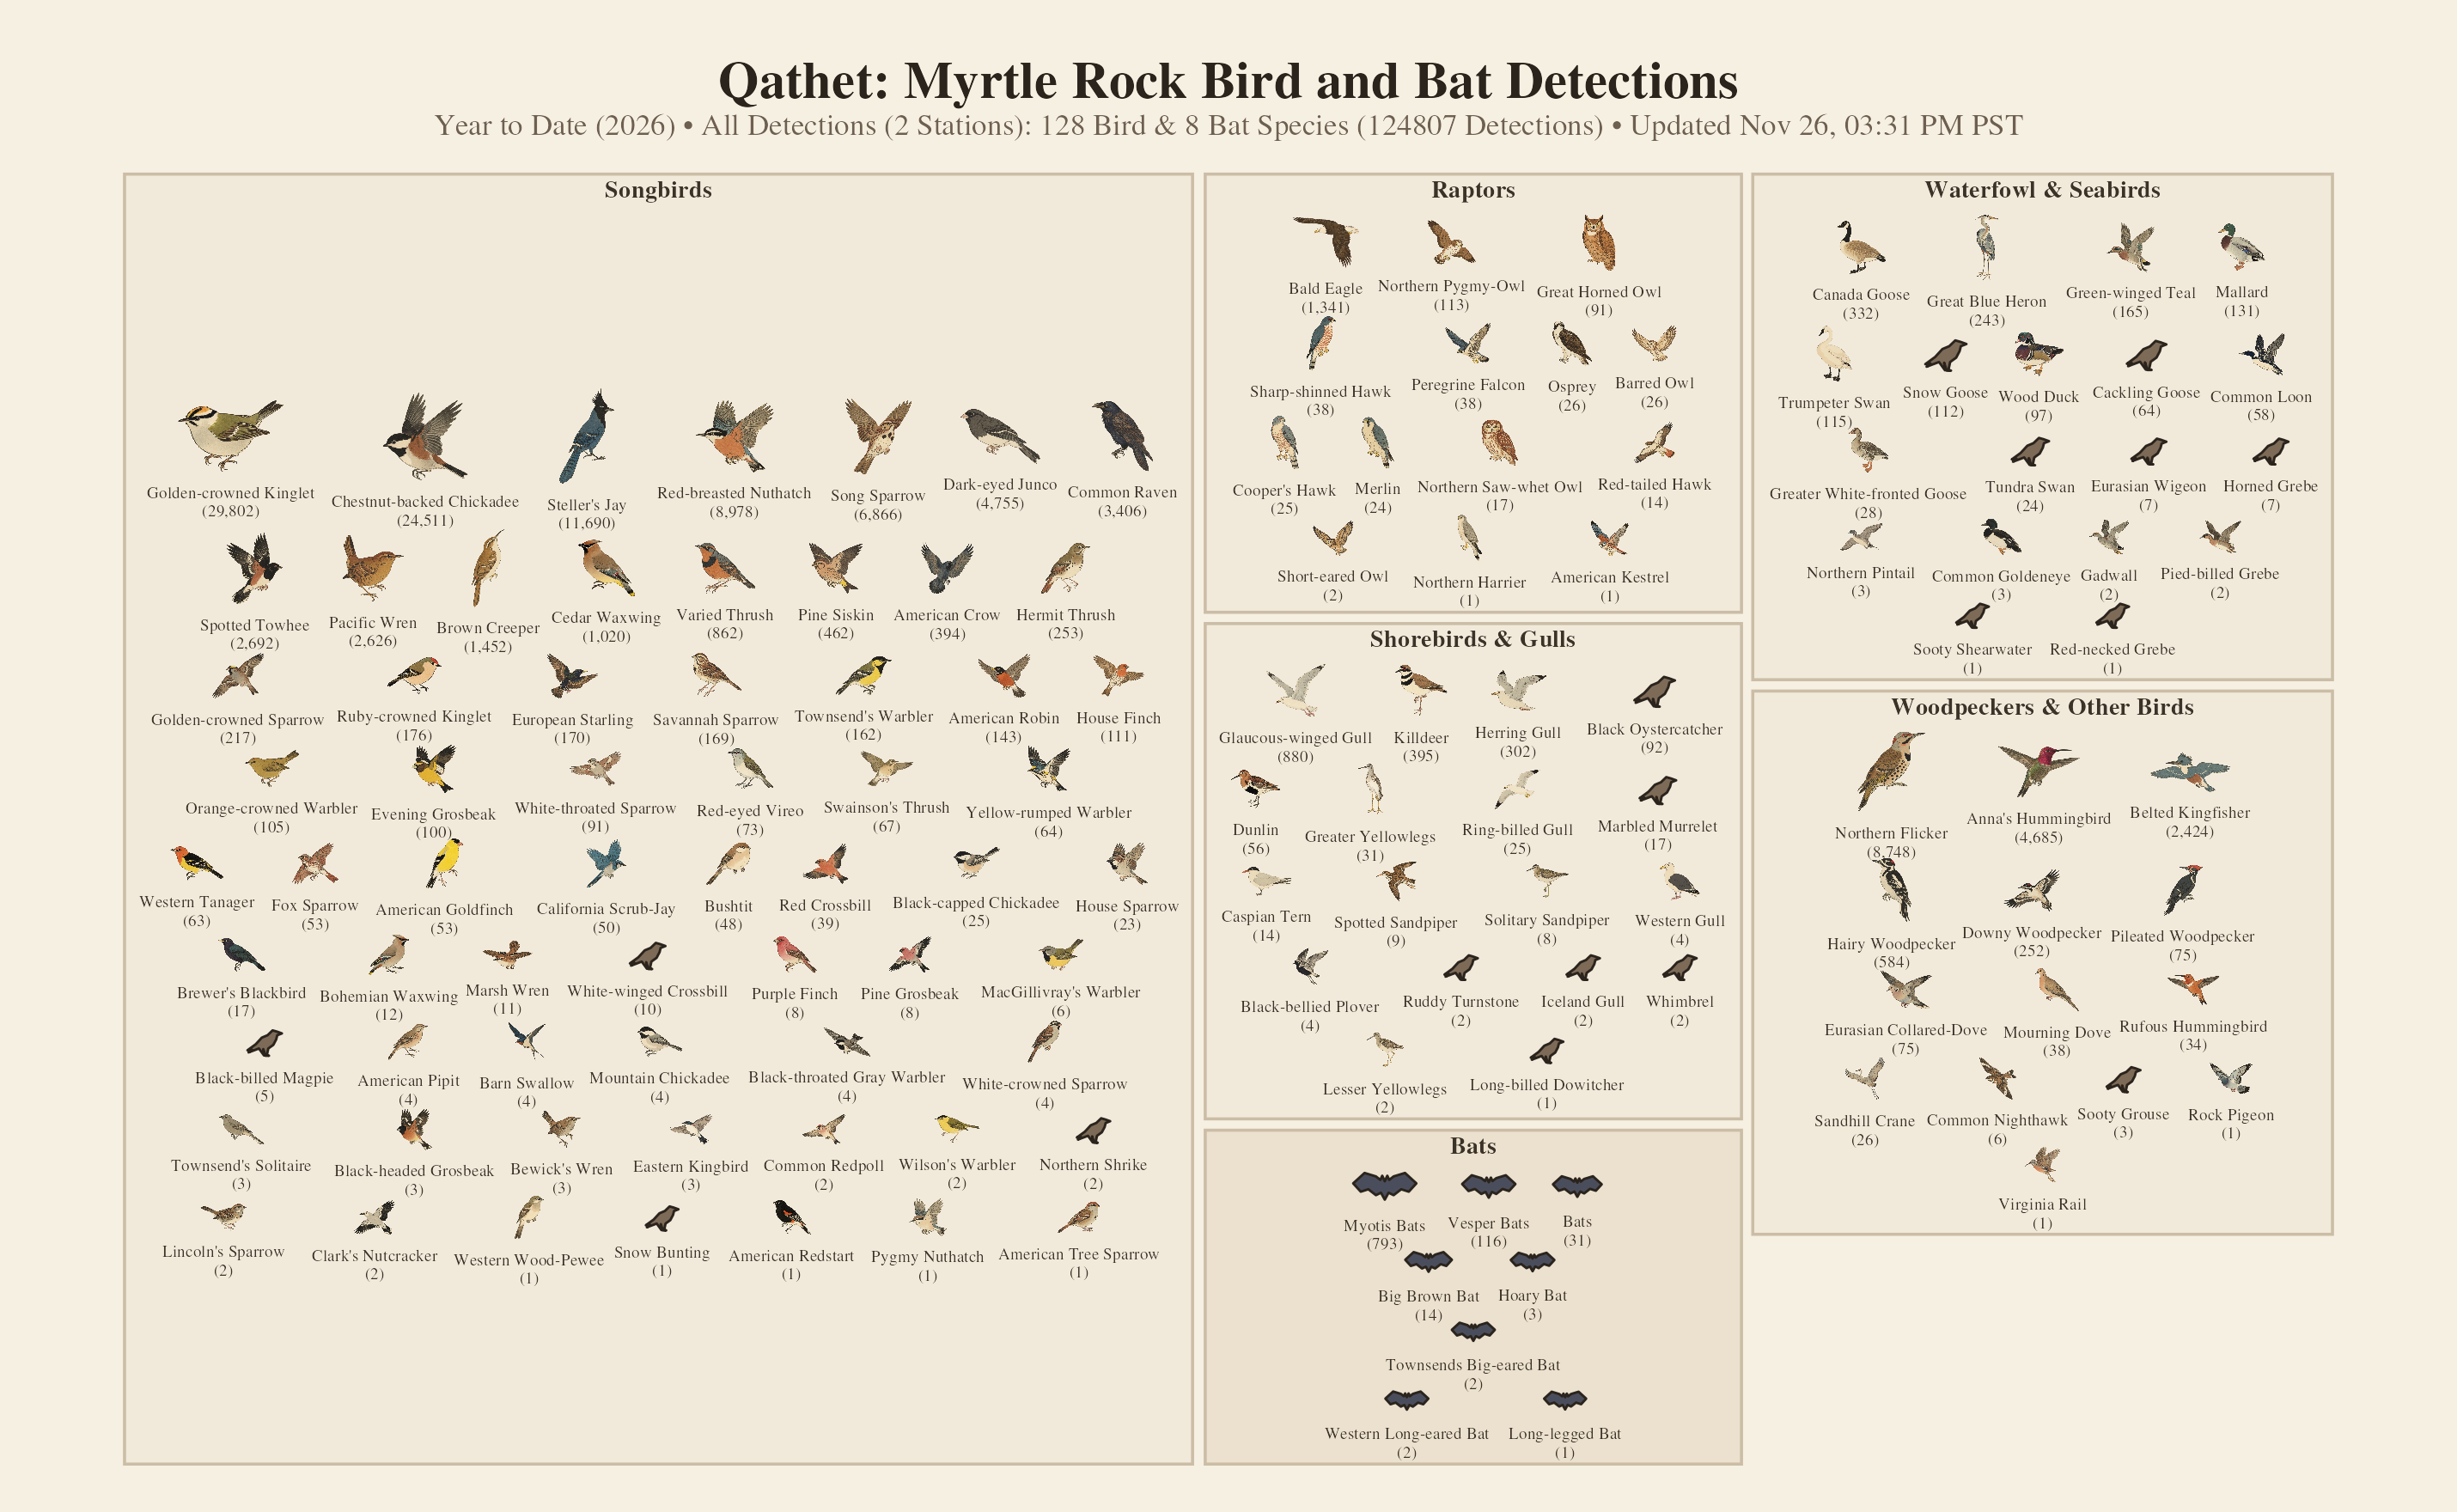 Qathet: Myrtle Rock Bird and Bat Detections
Year to Date (2026) • All Detections (2 Stations): 128 Bird & 8 Bat Species (124807 Detections) • Updated Nov 26, 03:31 PM PST
Songbirds
Golden-crowned Kinglet
(29,802)
Chestnut-backed Chickadee
(24,511)
Steller's Jay
(11,690)
Red-breasted Nuthatch
(8,978)
Song Sparrow
(6,866)
Dark-eyed Junco
(4,755)
Common Raven
(3,406)
Spotted Towhee
(2,692)
Pacific Wren
(2,626)
Brown Creeper
(1,452)
Cedar Waxwing
(1,020)
Varied Thrush
(862)
Pine Siskin
(462)
American Crow
(394)
Hermit Thrush
(253)
Golden-crowned Sparrow
(217)
Ruby-crowned Kinglet
(176)
European Starling
(170)
Savannah Sparrow
(169)
Townsend's Warbler
(162)
American Robin
(143)
House Finch
(111)
Orange-crowned Warbler
(105)
Evening Grosbeak
(100)
White-throated Sparrow
(91)
Red-eyed Vireo
(73)
Swainson's Thrush
(67)
Yellow-rumped Warbler
(64)
Western Tanager
(63)
Fox Sparrow
(53)
American Goldfinch
(53)
California Scrub-Jay
(50)
Bushtit
(48)
Red Crossbill
(39)
Black-capped Chickadee
(25)
House Sparrow
(23)
Brewer's Blackbird
(17)
Bohemian Waxwing
(12)
Marsh Wren
(11)
White-winged Crossbill
(10)
Purple Finch
(8)
Pine Grosbeak
(8)
MacGillivray's Warbler
(6)
Black-billed Magpie
(5)
American Pipit
(4)
Barn Swallow
(4)
Mountain Chickadee
(4)
Black-throated Gray Warbler
(4)
White-crowned Sparrow
(4)
Townsend's Solitaire
(3)
Black-headed Grosbeak
(3)
Bewick's Wren
(3)
Eastern Kingbird
(3)
Common Redpoll
(2)
Wilson's Warbler
(2)
Northern Shrike
(2)
Lincoln's Sparrow
(2)
Clark's Nutcracker
(2)
Western Wood-Pewee
(1)
Snow Bunting
(1)
American Redstart
(1)
Pygmy Nuthatch
(1)
American Tree Sparrow
(1)
Raptors
Bald Eagle
(1,341)
Northern Pygmy-Owl
(113)
Great Horned Owl
(91)
Sharp-shinned Hawk
(38)
Peregrine Falcon
(38)
Osprey
(26)
Barred Owl
(26)
Cooper's Hawk
(25)
Merlin
(24)
Northern Saw-whet Owl
(17)
Red-tailed Hawk
(14)
Short-eared Owl
(2)
Northern Harrier
(1)
American Kestrel
(1)
Shorebirds & Gulls
Glaucous-winged Gull
(880)
Killdeer
(395)
Herring Gull
(302)
Black Oystercatcher
(92)
Dunlin
(56)
Greater Yellowlegs
(31)
Ring-billed Gull
(25)
Marbled Murrelet
(17)
Caspian Tern
(14)
Spotted Sandpiper
(9)
Solitary Sandpiper
(8)
Western Gull
(4)
Black-bellied Plover
(4)
Ruddy Turnstone
(2)
Iceland Gull
(2)
Whimbrel
(2)
Lesser Yellowlegs
(2)
Long-billed Dowitcher
(1)
Bats
Myotis Bats
(793)
Vesper Bats
(116)
Bats
(31)
Big Brown Bat
(14)
Hoary Bat
(3)
Townsends Big-eared Bat
(2)
Western Long-eared Bat
(2)
Long-legged Bat
(1)
Waterfowl & Seabirds
Canada Goose
(332)
Great Blue Heron
(243)
Green-winged Teal
(165)
Mallard
(131)
Trumpeter Swan
(115)
Snow Goose
(112)
Wood Duck
(97)
Cackling Goose
(64)
Common Loon
(58)
Greater White-fronted Goose
(28)
Tundra Swan
(24)
Eurasian Wigeon
(7)
Horned Grebe
(7)
Northern Pintail
(3)
Common Goldeneye
(3)
Gadwall
(2)
Pied-billed Grebe
(2)
Sooty Shearwater
(1)
Red-necked Grebe
(1)
Woodpeckers & Other Birds
Northern Flicker
(8,748)
Anna's Hummingbird
(4,685)
Belted Kingfisher
(2,424)
Hairy Woodpecker
(584)
Downy Woodpecker
(252)
Pileated Woodpecker
(75)
Eurasian Collared-Dove
(75)
Mourning Dove
(38)
Rufous Hummingbird
(34)
Sandhill Crane
(26)
Common Nighthawk
(6)
Sooty Grouse
(3)
Rock Pigeon
(1)
Virginia Rail
(1)